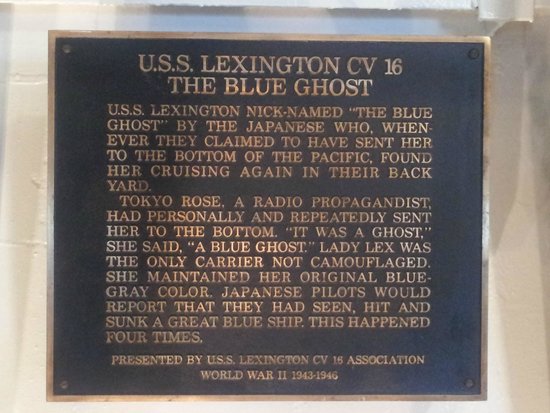 U.S.S. LEXINGTON CV 16
THE BLUE GHOST
U.S.S. LEXINGTON NICK-NAMED "THE BLUE
GHOST" BY THE JAPANESE WHO, WHEN-
EVER THEY CLAIMED TO HAVE SENT HER
TO THE BOTTOM OF THE PACIFIC, FOUND
HER CRUISING AGAIN IN THEIR BACK
YARD.
TOKYO ROSE, A RADIO PROPAGANDIST,
HAD PERSONALLY AND REPEATEDLY SENT
HER TO THE BOTTOM. "IT WAS A GHOST,"
SHE SAID, "A BLUE GHOST." LADY LEX WAS
THE ONLY CARRIER NOT CAMOUFLAGED.
SHE MAINTAINED HER ORIGINAL BLUE-
GRAY COLOR. JAPANESE PILOTS WOULD
REPORT THAT THEY HAD SEEN, HIT AND
SUNK A GREAT BLUE SHIP. THIS HAPPENED
FOUR TIMES.
PRESENTED BY U.S.S. LEXINGTON CV 16 ASSOCIATION
WORLD WAR II 1943-1946